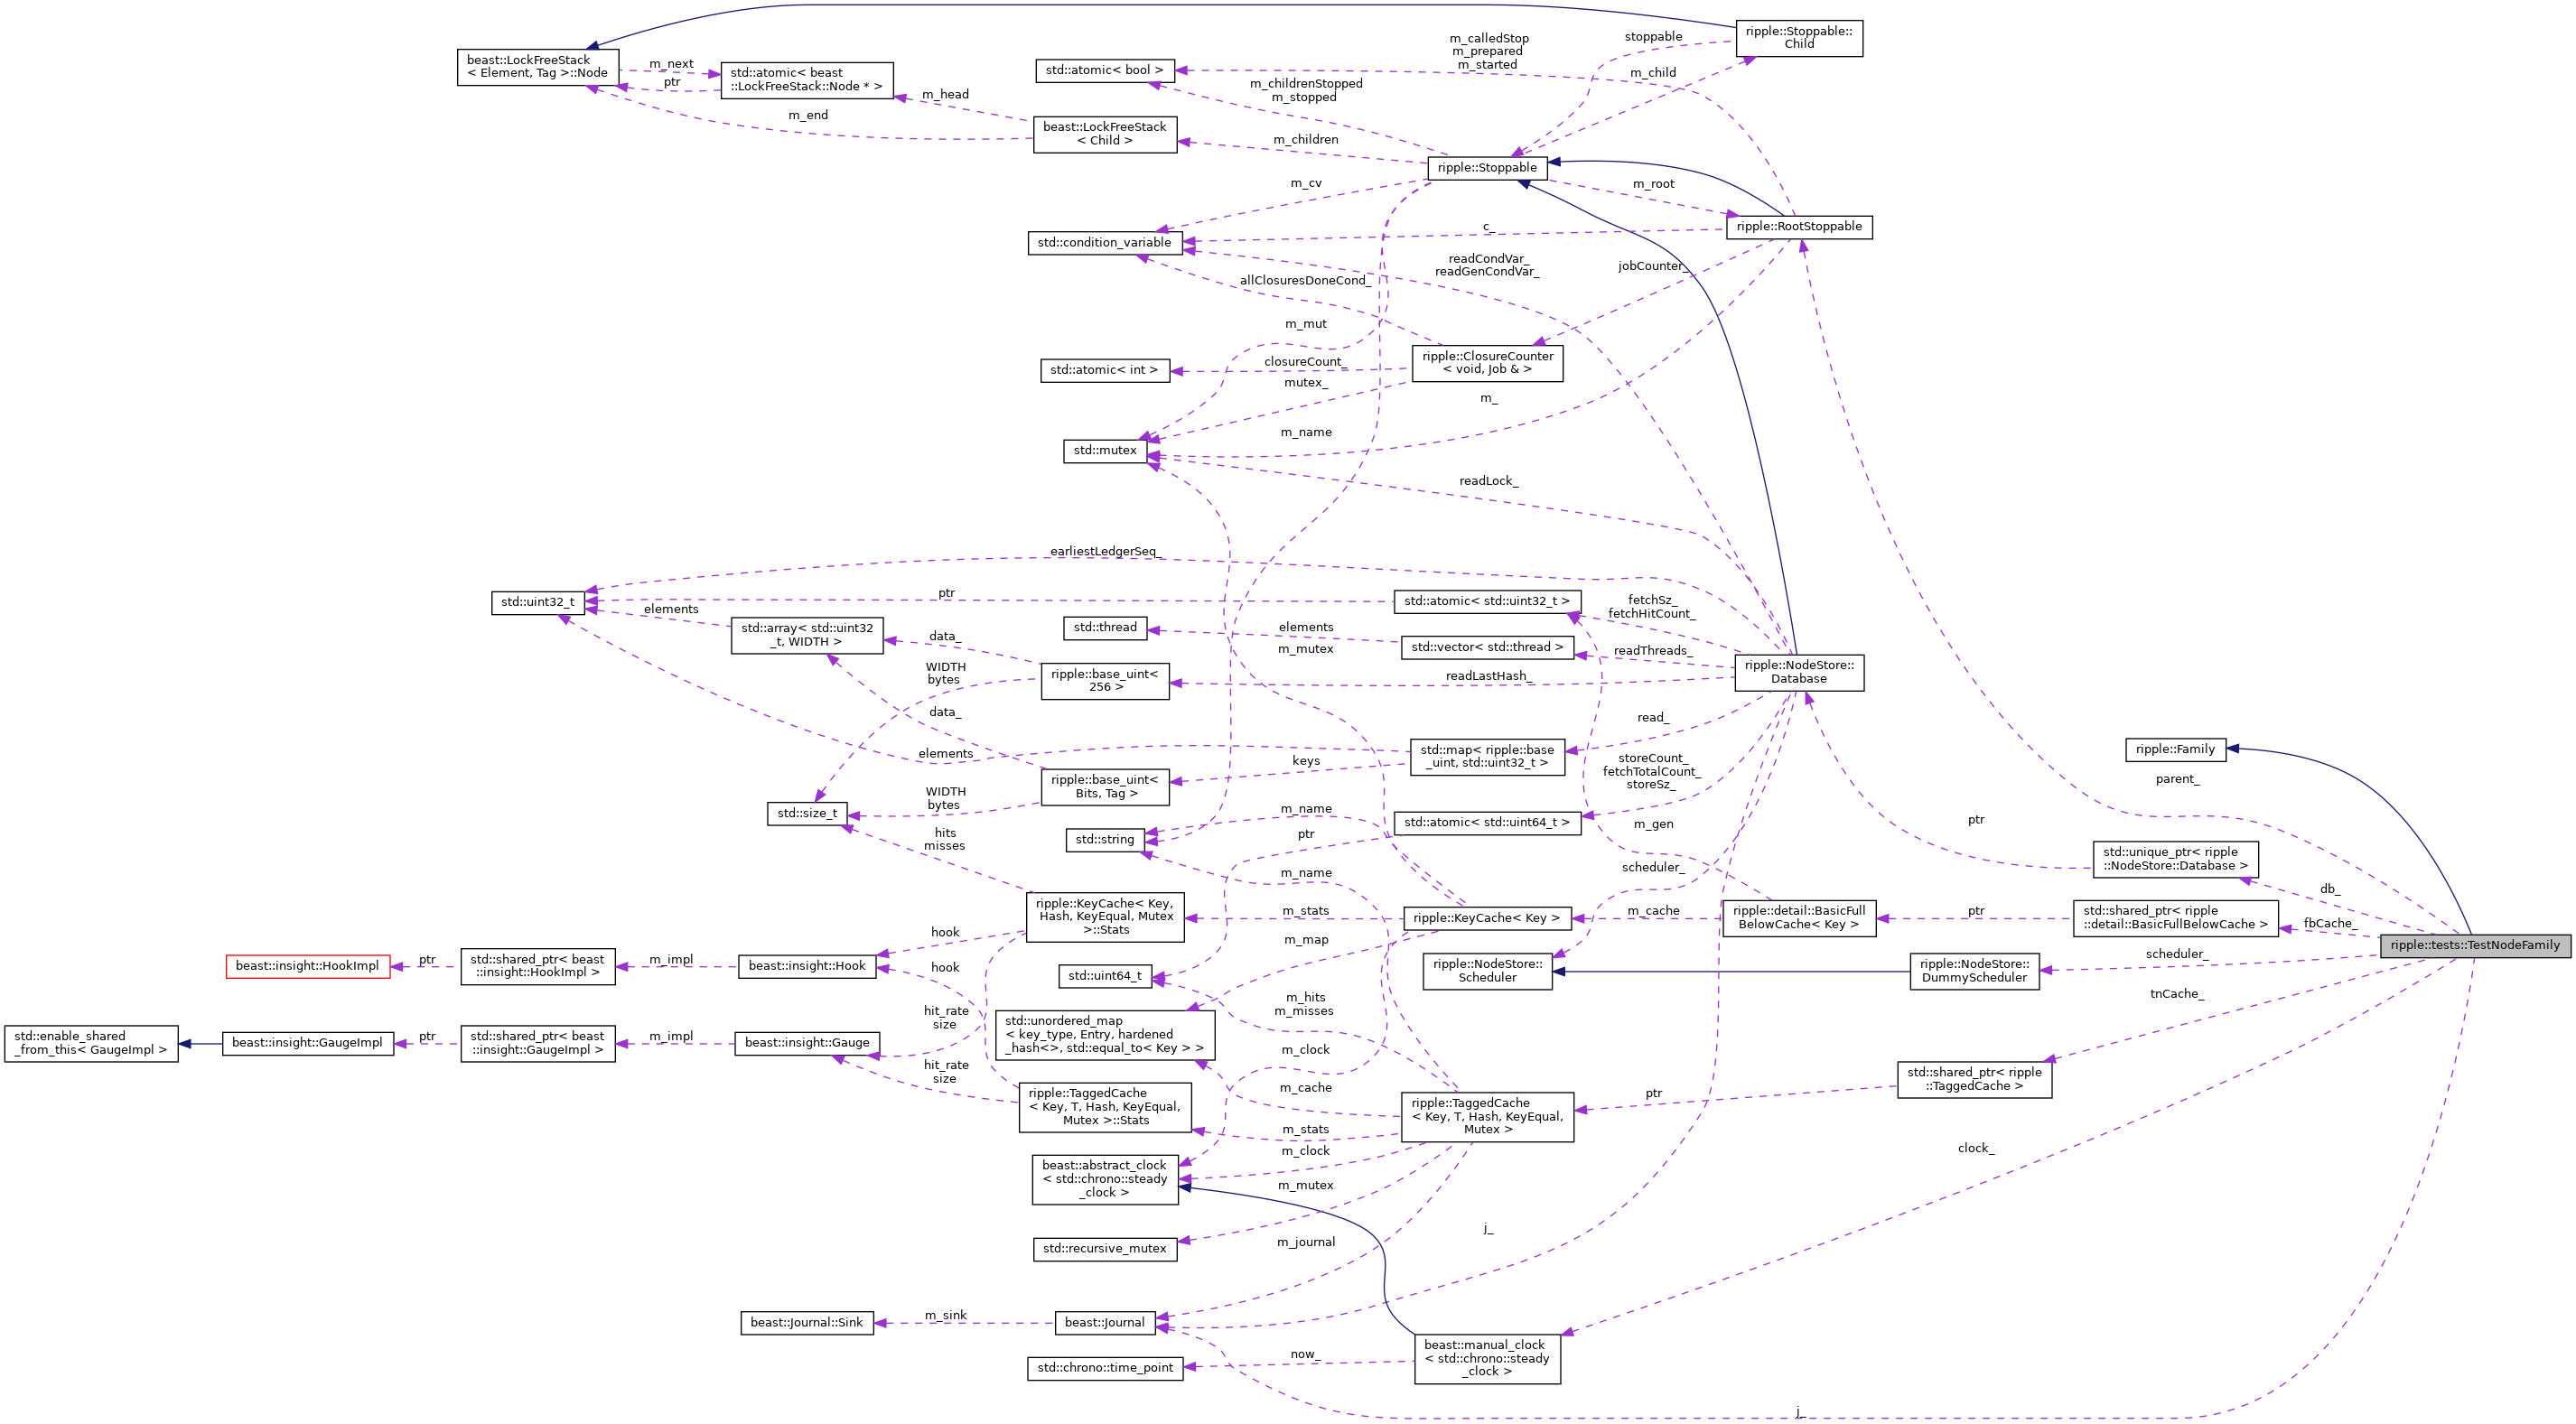 ripple::Stoppable::
Child
stoppable
m_calledStop
m_prepared
m_started
beast::LockFreeStack
< Element, Tag >::Node
m_next
ptr
std::atomic< beast
::LockFreeStack::Node * >
std::atomic< bool >
m_child
m_childrenStopped
m_stopped
m_head
m_end
beast::LockFreeStack
< Child >
m_children
ripple::Stoppable
m_cv
m_root
ripple::RootStoppable
c_
std::condition_variable
readCondVar_
readGenCondVar_
jobCounter_
allClosuresDoneCond_
m_mut
ripple::ClosureCounter
< void, Job & >
closureCount_
std::atomic< int >
mutex_
m_
m_name
std::mutex
readLock_
earliestLedgerSeq_
std::uint32_t
ptr
std::atomic< std::uint32_t >
fetchSz_
fetchHitCount_
elements
std::array< std::uint32
_t, WIDTH >
data_
std::thread
elements
m_mutex
std::vector< std::thread >
readThreads_
ripple::NodeStore::
Database
WIDTH
bytes
ripple::base_uint<
256 >
readLastHash_
data_
read_
ripple::Family
elements
std::map< ripple::base
_uint, std::uint32_t >
keys
ripple::base_uint<
Bits, Tag >
storeCount_
fetchTotalCount_
storeSz_
parent_
WIDTH
bytes
std::size_t
m_name
std::atomic< std::uint64_t >
m_gen
ptr
hits
misses
std::string
ptr
std::unique_ptr< ripple
::NodeStore::Database >
m_name
scheduler_
db_
ripple::KeyCache< Key,
Hash, KeyEqual, Mutex
>::Stats
m_stats
ripple::KeyCache< Key >
m_cache
ripple::detail::BasicFull
BelowCache< Key >
ptr
std::shared_ptr< ripple
::detail::BasicFullBelowCache >
fbCache_
hook
m_map
ripple::tests::TestNodeFamily
beast::insight::HookImpl
ptr
std::shared_ptr< beast
::insight::HookImpl >
m_impl
beast::insight::Hook
hook
std::uint64_t
ripple::NodeStore::
Scheduler
ripple::NodeStore::
DummyScheduler
scheduler_
tnCache_
m_hits
m_misses
hit_rate
size
std::unordered_map
< key_type, Entry, hardened
_hash<>, std::equal_to< Key > >
std::enable_shared
_from_this< GaugeImpl >
beast::insight::GaugeImpl
ptr
std::shared_ptr< beast
::insight::GaugeImpl >
m_impl
beast::insight::Gauge
m_clock
hit_rate
size
m_cache
std::shared_ptr< ripple
::TaggedCache >
ptr
ripple::TaggedCache
< Key, T, Hash, KeyEqual,
Mutex >::Stats
ripple::TaggedCache
< Key, T, Hash, KeyEqual,
Mutex >
m_stats
m_clock
clock_
beast::abstract_clock
< std::chrono::steady
_clock >
m_mutex
j_
std::recursive_mutex
m_journal
beast::Journal::Sink
m_sink
beast::Journal
beast::manual_clock
< std::chrono::steady
_clock >
now_
std::chrono::time_point
j_